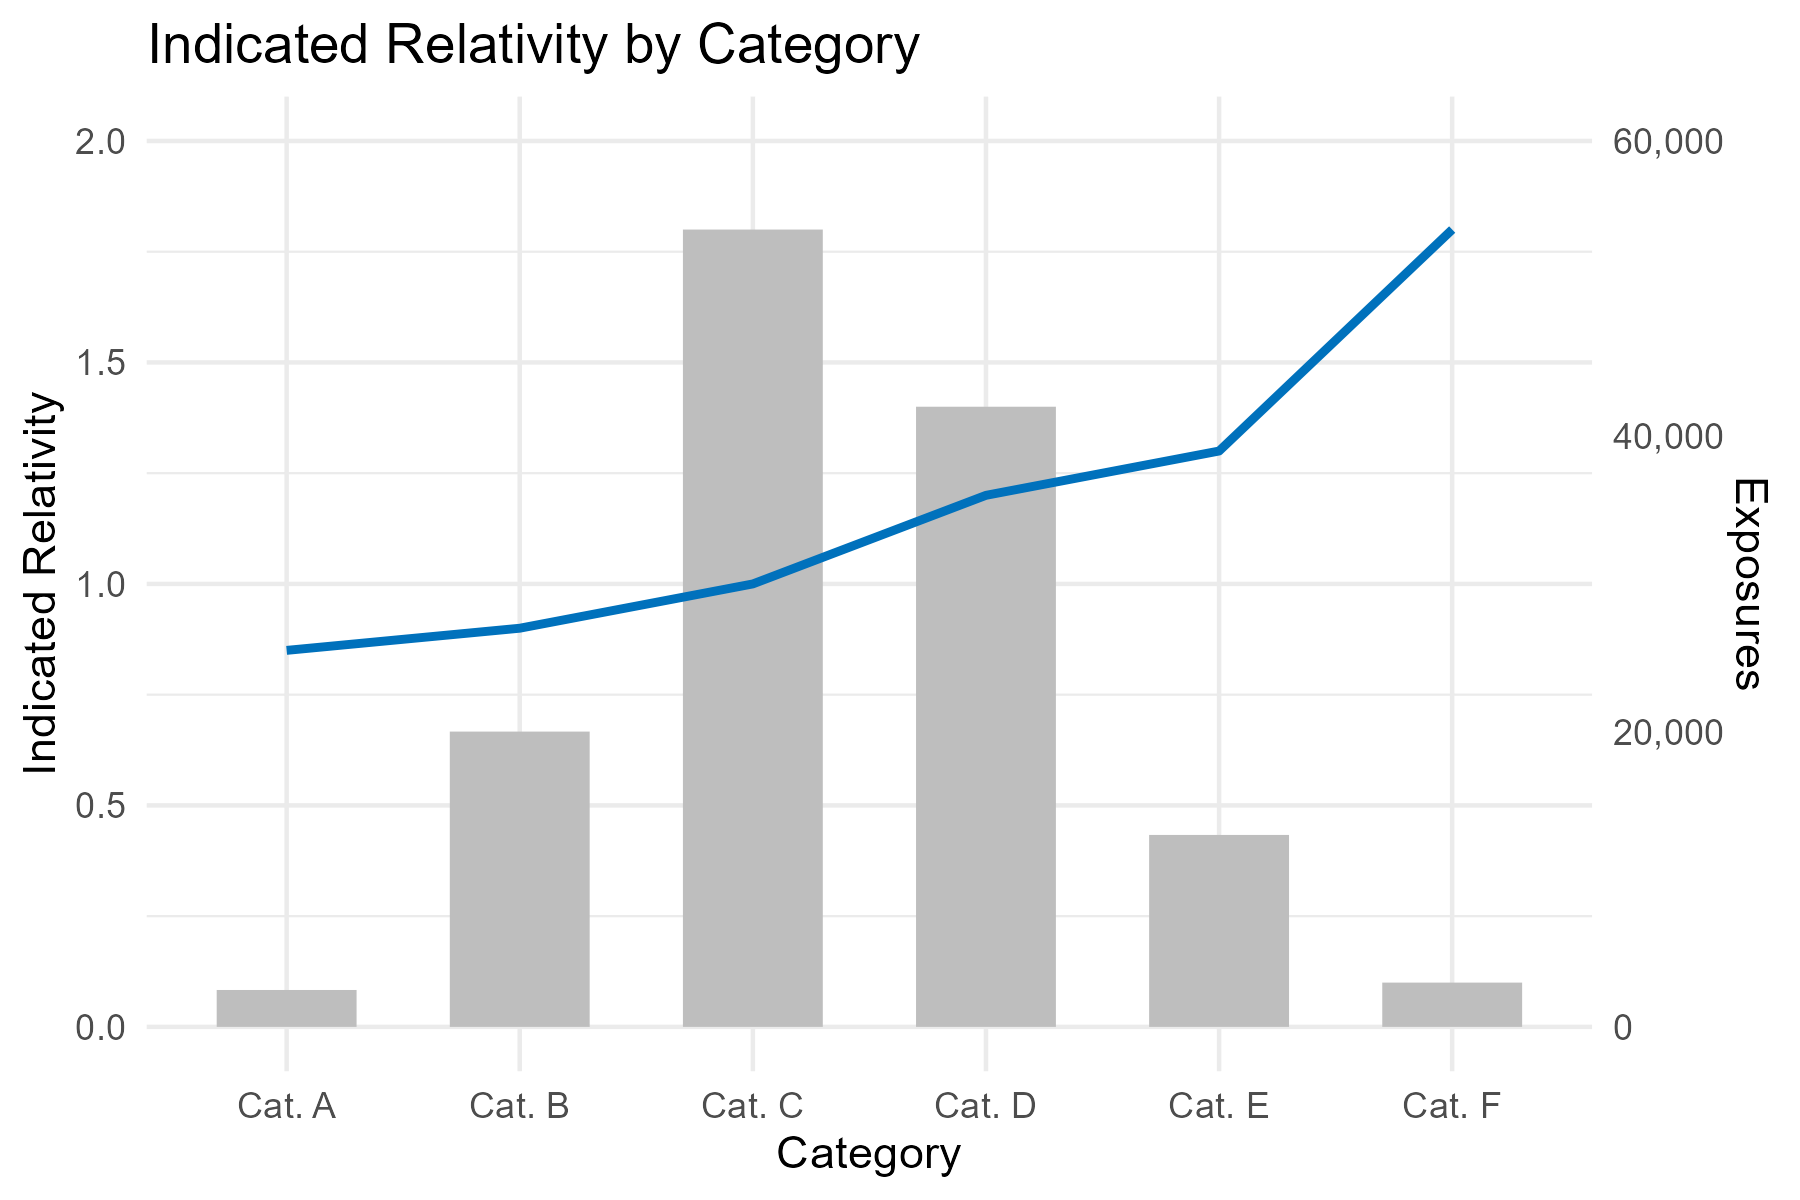 Indicated Relativity by Category
Indicated Relativity
2.0
1.5
1.0
0.5
0.0
60,000
40,000
20,000
0
Exposures
Cat. A
Cat. B
Cat. C
Cat. D
Cat. E
Cat. F
Category